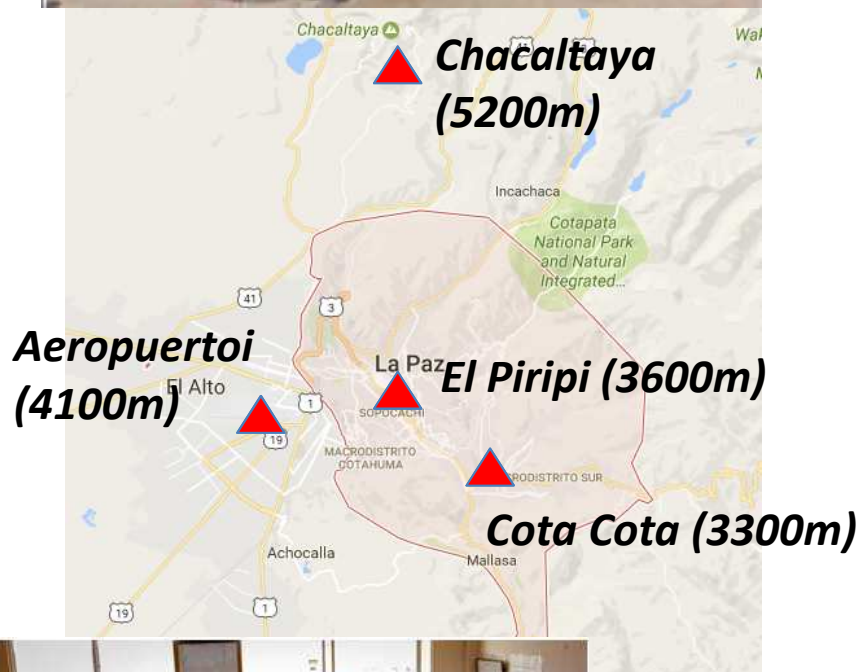 Chacaltaya
Chacaltaya
(5200m)
Incachaca
Cotapata
National Park
and Natural
Integrated...
41
3
Aeropuertoi
(4100m)
El Alto
La Paz
El Piripi (3600m)
1
SOPOCACHI
19
MACRODISTRITO
COTAHUMA
RODISTRITO SUR
Cota Cota (3300m)
Achocalla
Mallasa
19
1